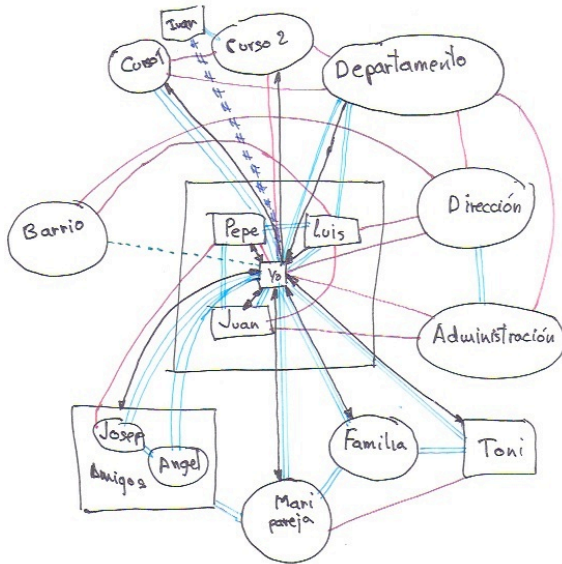 Ivan
Curso1
Curso 2
Departamento
Barrio
Dirección
Pepe
Luis
Yo
Juan
Administración
Josep
Angel
Amigos
Familia
Toni
Mari
pareja